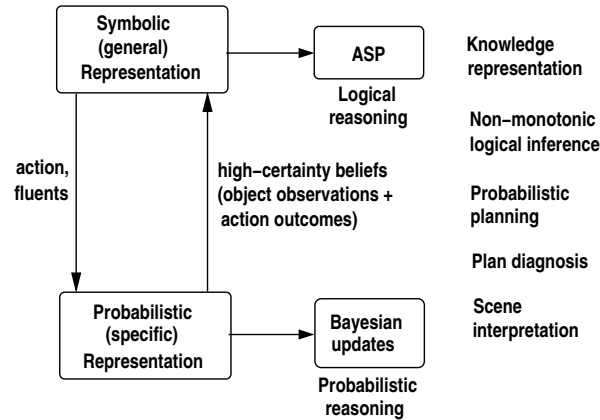 Symbolic
(general)
Representation
ASP
Logical
reasoning
action,
fluents
high−certainty beliefs
(object observations +
action outcomes)
Probabilistic
(specific)
Representation
Bayesian
updates
Probabilistic
reasoning
Knowledge
representation
Non−monotonic
logical inference
Probabilistic
planning
Plan diagnosis
Scene
interpretation